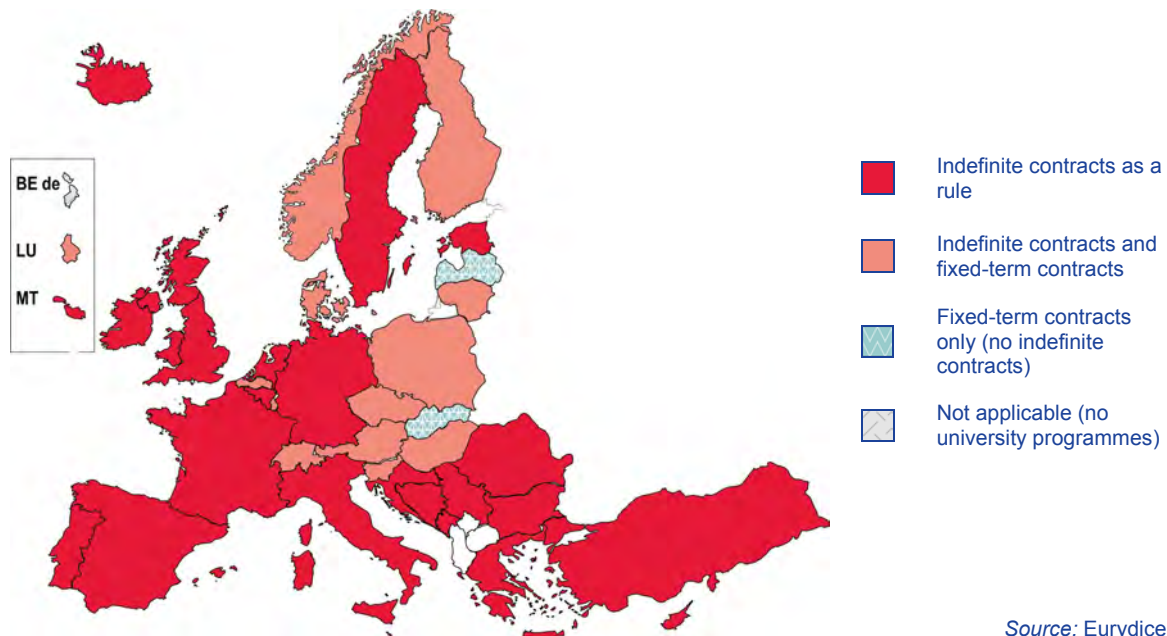 BE de
LU
MT
Indefinite contracts as a
rule
Indefinite contracts and
fixed-term contracts
Fixed-term contracts
only (no indefinite
contracts)
Not applicable (no
university programmes)
Source: Eurydice